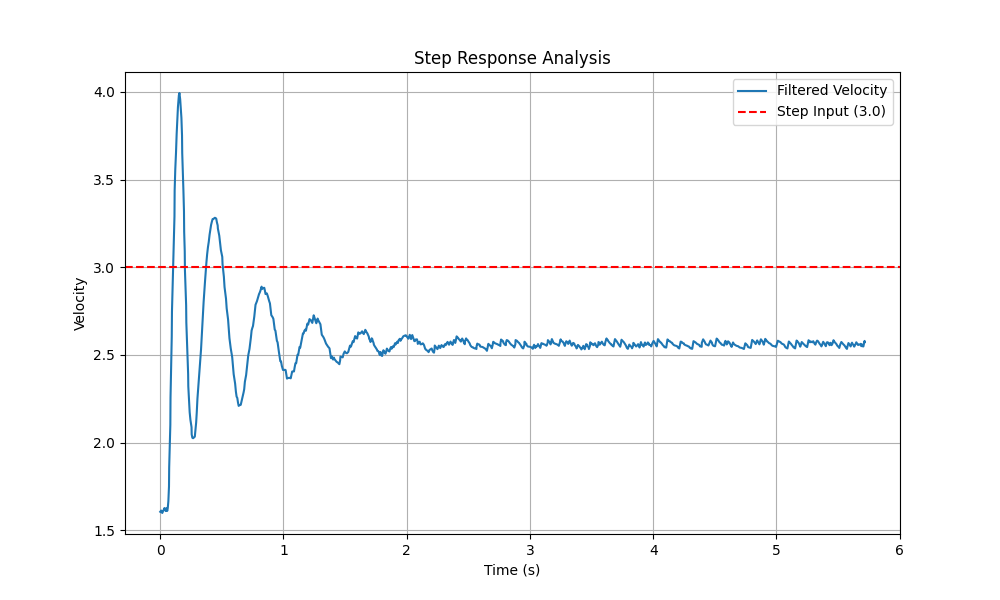 Step Response Analysis
Filtered Velocity
Step Input (3.0)
Velocity
4.0
3.5
3.0
2.5
2.0
1.5
0 1 2 3 4 5 6
Time (s)